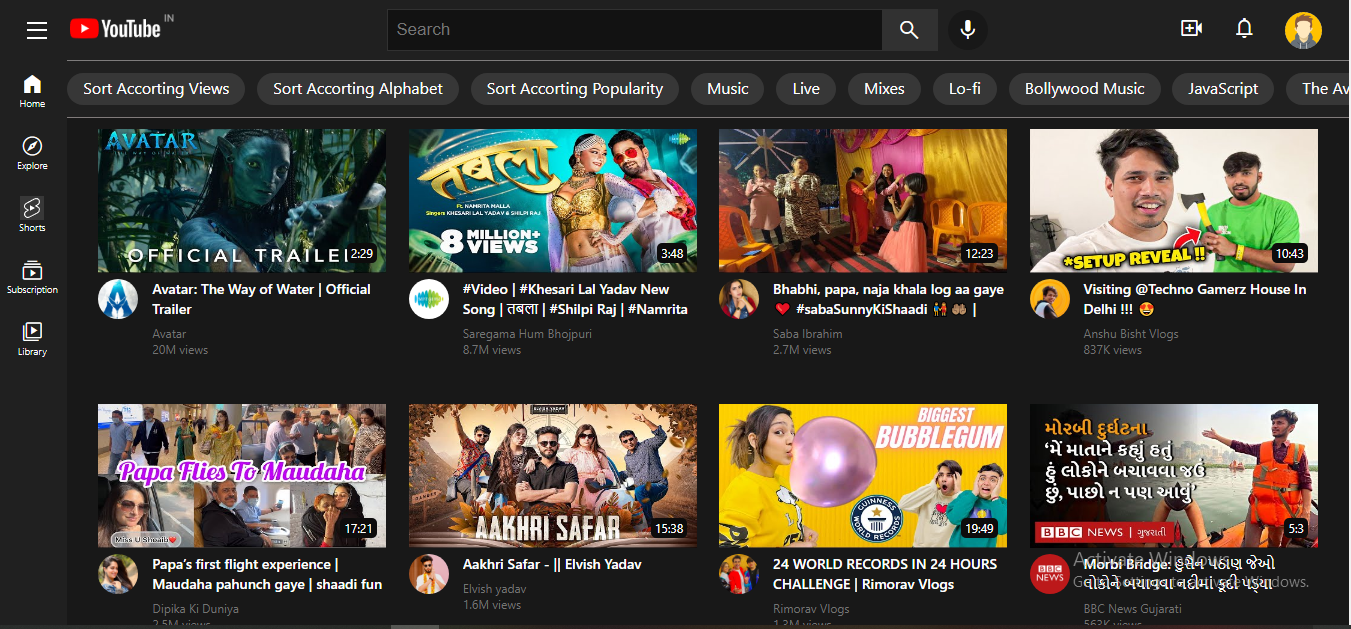 YouTube IN
Search
Sort Accorting Views
Sort Accorting Alphabet
Sort Accorting Popularity
Music
Live
Mixes
Lo-fi
Bollywood Music
JavaScript
The Av
Home
Explore
Shorts
Subscription
Library
AVATAR
THE WAY OF WATER
OFFICIAL TRAILE
2:29
Avatar: The Way of Water | Official
Trailer
Avatar
20M views
तबला
Ft. NAMRITA MALLA
Singers KHESARI LAL YADAV & SHILPI RAJ
8 MILLION+
VIEWS
3:48
#Video | #Khesari Lal Yadav New
Song | तबला | #Shilpi Raj | #Namrita
Saregama Hum Bhojpuri
8.7M views
12:23
Bhabhi, papa, naja khala log aa gaye
❤️ #sabaSunnyKiShaadi 👫 🤲🏽 |
Saba Ibrahim
2.7M views
*SETUP REVEAL !!
10:43
Visiting @Techno Gamerz House In
Delhi !!! 🤩
Anshu Bisht Vlogs
837K views
Papa Flies To Maudaha
Miss U Shoaib❤️
17:21
Papa's first flight experience |
Maudaha pahunch gaye | shaadi fun
Dipika Ki Duniya
2.5M views
ELVISH YADAV
AAKHRI SAFAR
15:38
Aakhri Safar - || Elvish Yadav
Elvish yadav
1.6M views
BIGGEST
BUBBLEGUM
GUINNESS
WORLD RECORDS
19:49
24 WORLD RECORDS IN 24 HOURS
CHALLENGE | Rimorav Vlogs
Rimorav Vlogs
1.3M views
મોરબી દુર્ઘટના
‘મેં માતાને કહ્યું હતું
હું લોકોને બચાવવા જઉં
છું, પાછો ન પણ આવું’
BBC NEWS | ગુજરાતી
5:3
BBC
NEWS
Morbi Bridge: હુસેન પઠાણ જેઓ
લોકોને બચાવવા નદીમાં કૂદી પડ્યા
BBC News Gujarati
563K views
Activate Windows
Go to Settings to activate Windows.